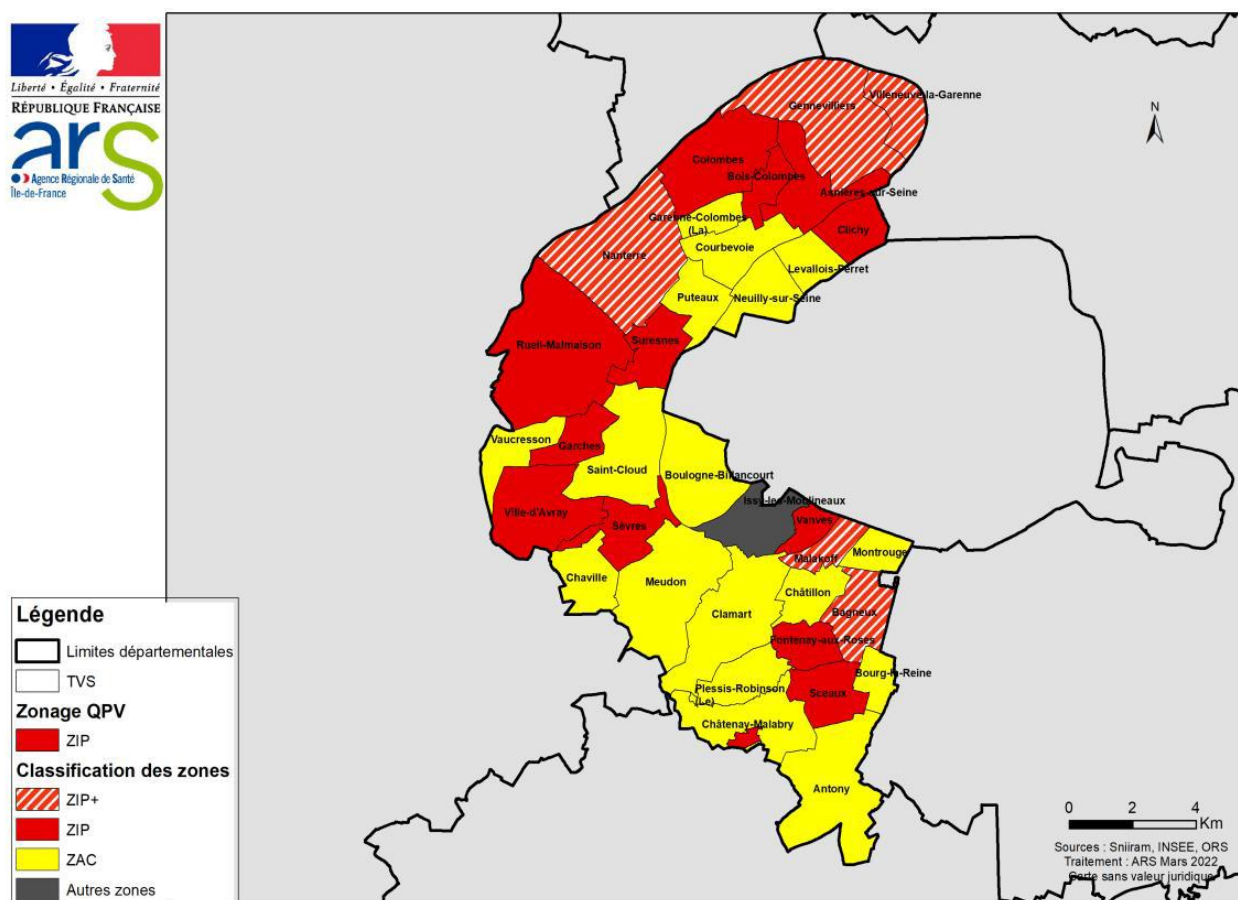 Liberté • Égalité • Fraternité
RÉPUBLIQUE FRANÇAISE
ars
Agence Régionale de Santé
Île-de-France
N
Villeneuve-la-Garenne
Gennevilliers
Colombes
Bois-Colombes
Asnières-sur-Seine
Garenne-Colombes
(La)
Clichy
Courbevoie
Nanterre
Levallois-Perret
Puteaux
Neuilly-sur-Seine
Rueil-Malmaison
Suresnes
Vaucresson
Garches
Saint-Cloud
Boulogne-Billancourt
Issy-les-Moulineaux
Ville-d'Avray
Sèvres
Vanves
Malakoff
Montrouge
Chaville
Meudon
Châtillon
Clamart
Bagneux
Fontenay-aux-Roses
Bourg-la-Reine
Plessis-Robinson
(Le)
Sceaux
Châtenay-Malabry
Antony
Légende
Limites départementales
TVS
Zonage QPV
ZIP
Classification des zones
ZIP+
ZIP
ZAC
Autres zones
0 2 4
Km
Sources : Sniiram, INSEE, ORS
Traitement : ARS Mars 2022
Carte sans valeur juridique